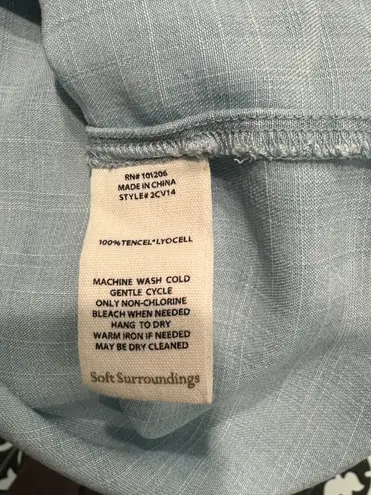 RN# 101206
MADE IN CHINA
STYLE# 2CV14
100% TENCEL® LYOCELL
MACHINE WASH COLD
GENTLE CYCLE
ONLY NON-CHLORINE
BLEACH WHEN NEEDED
HANG TO DRY
WARM IRON IF NEEDED
MAY BE DRY CLEANED
Soft Surroundings